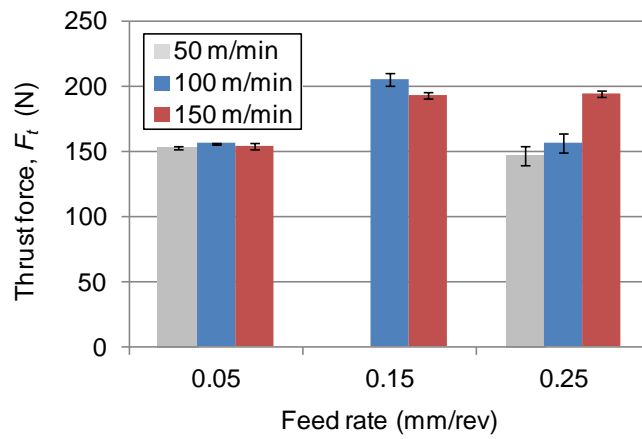 250
200
150
100
50
0
Thrust force, Ft (N)
50 m/min
100 m/min
150 m/min
0.05 0.15 0.25
Feed rate (mm/rev)